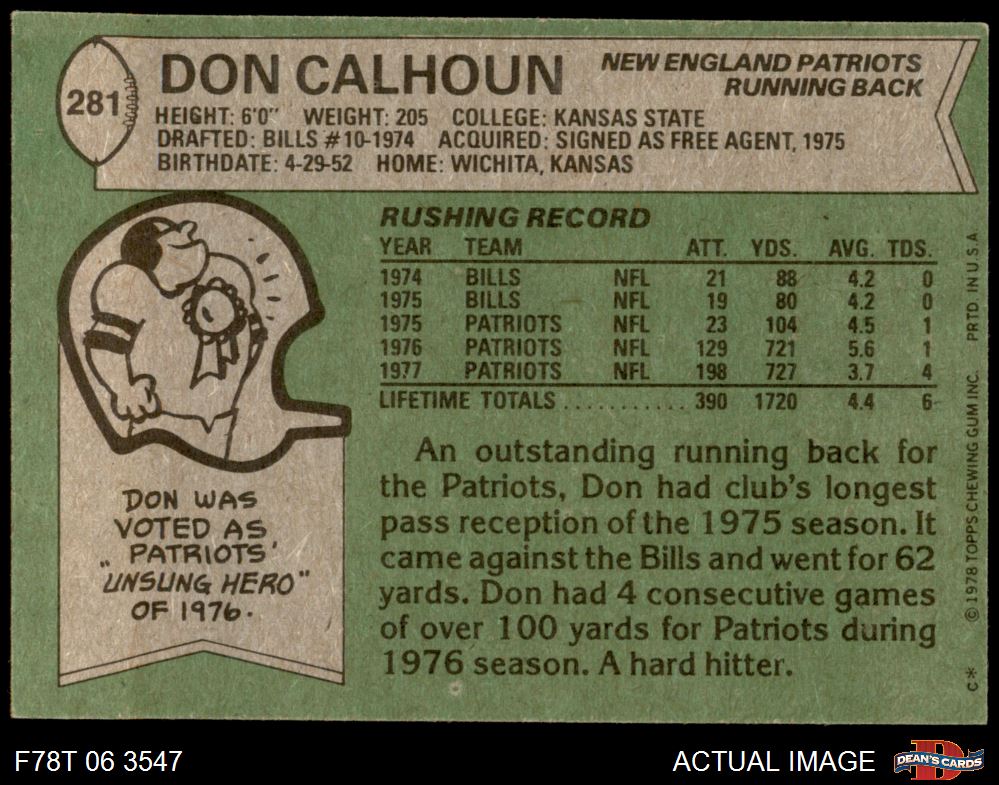 281
DON CALHOUN
NEW ENGLAND PATRIOTS
RUNNING BACK
HEIGHT: 6'0" WEIGHT: 205 COLLEGE: KANSAS STATE
DRAFTED: BILLS #10-1974 ACQUIRED: SIGNED AS FREE AGENT, 1975
BIRTHDATE: 4-29-52 HOME: WICHITA, KANSAS
RUSHING RECORD
YEAR TEAM ATT. YDS. AVG. TDS.
1974 BILLS NFL 21 88 4.2 0
1975 BILLS NFL 19 80 4.2 0
1975 PATRIOTS NFL 23 104 4.5 1
1976 PATRIOTS NFL 129 721 5.6 1
1977 PATRIOTS NFL 198 727 3.7 4
LIFETIME TOTALS ........... 390 1720 4.4 6
DON WAS
VOTED AS
„ PATRIOTS'
UNSUNG HERO"
OF 1976.
An outstanding running back for
the Patriots, Don had club's longest
pass reception of the 1975 season. It
came against the Bills and went for 62
yards. Don had 4 consecutive games
of over 100 yards for Patriots during
1976 season. A hard hitter.
C* © 1978 TOPPS CHEWING GUM INC. PRTD. IN U.S.A.
F78T 06 3547
ACTUAL IMAGE
D
DEAN'S CARDS